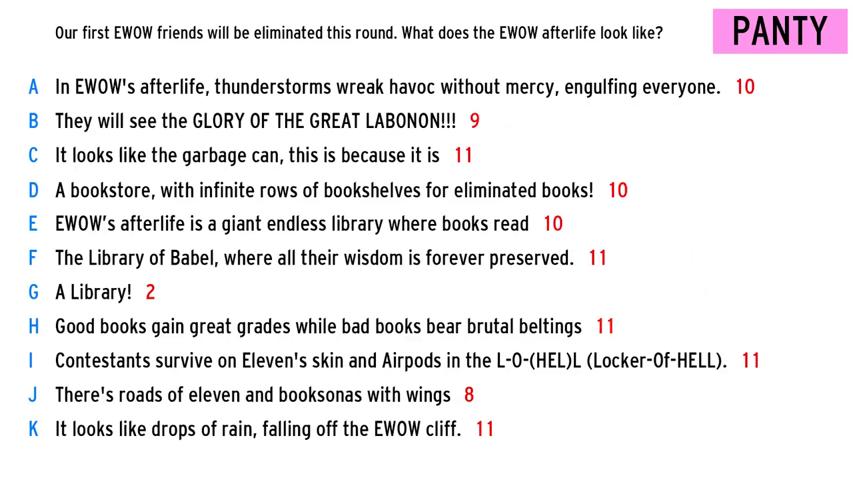 Our first EWOW friends will be eliminated this round. What does the EWOW afterlife look like?
PANTY
A In EWOW's afterlife, thunderstorms wreak havoc without mercy, engulfing everyone. 10
B They will see the GLORY OF THE GREAT LABONON!!! 9
C It looks like the garbage can, this is because it is 11
D A bookstore, with infinite rows of bookshelves for eliminated books! 10
E EWOW’s afterlife is a giant endless library where books read 10
F The Library of Babel, where all their wisdom is forever preserved. 11
G A Library! 2
H Good books gain great grades while bad books bear brutal beltings 11
I Contestants survive on Eleven's skin and Airpods in the L-O-(HEL)L (Locker-Of-HELL). 11
J There's roads of eleven and booksonas with wings 8
K It looks like drops of rain, falling off the EWOW cliff. 11